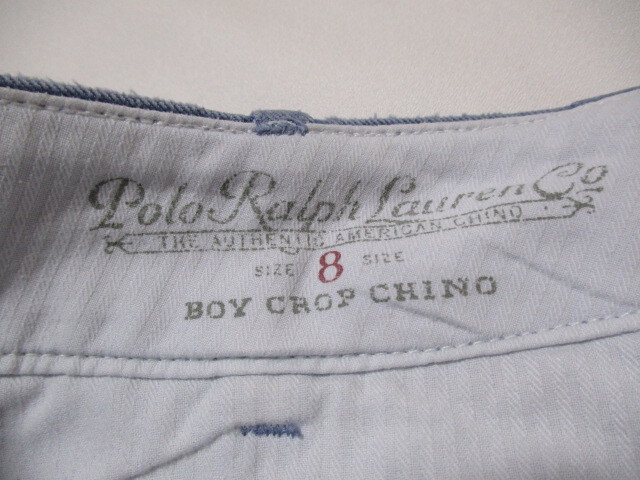 Polo Ralph Lauren Co
THE AUTHENTIC AMERICAN CHINO
SIZE 8 SIZE
BOY CROP CHINO